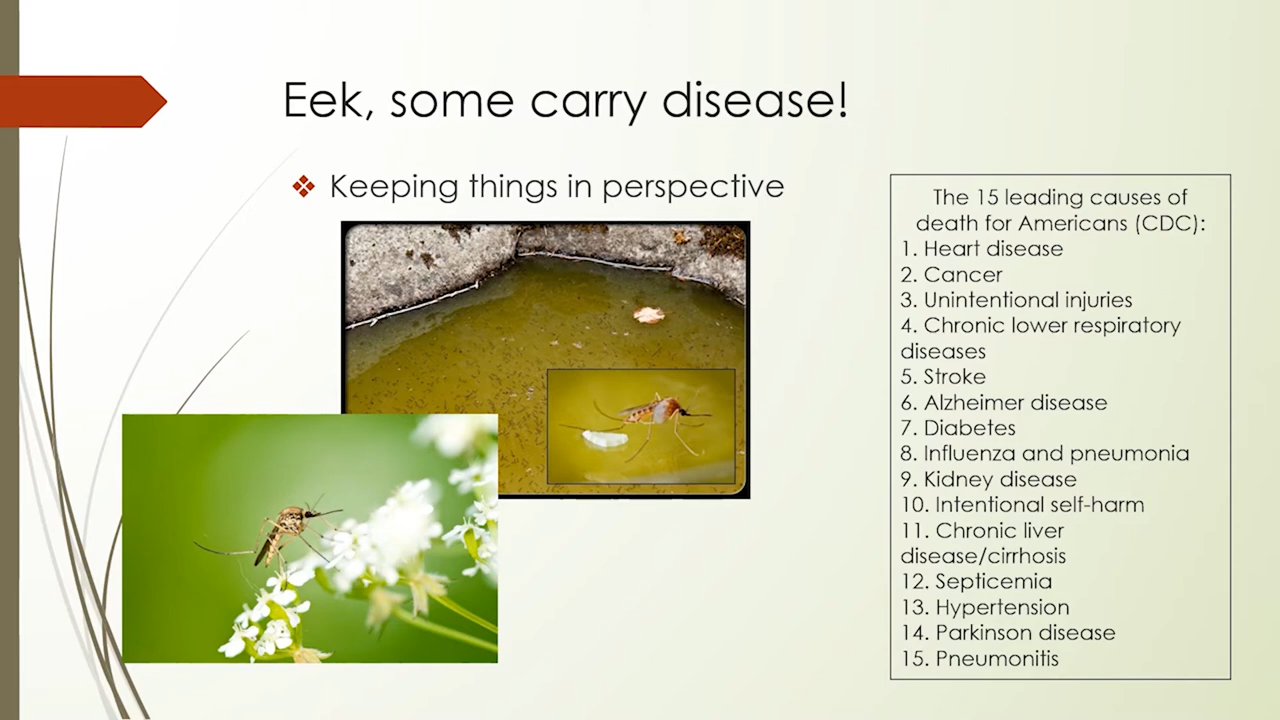 Eek, some carry disease!
❖ Keeping things in perspective
The 15 leading causes of
death for Americans (CDC):
1. Heart disease
2. Cancer
3. Unintentional injuries
4. Chronic lower respiratory
diseases
5. Stroke
6. Alzheimer disease
7. Diabetes
8. Influenza and pneumonia
9. Kidney disease
10. Intentional self-harm
11. Chronic liver
disease/cirrhosis
12. Septicemia
13. Hypertension
14. Parkinson disease
15. Pneumonitis